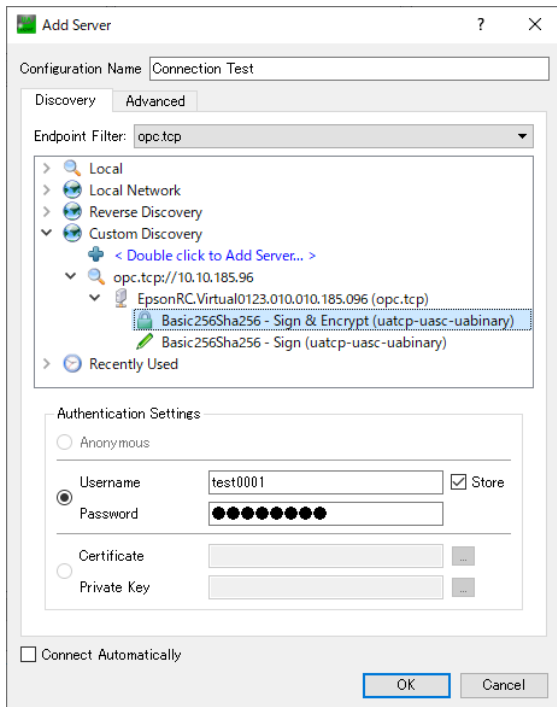 Add Server
Configuration Name Connection Test
Discovery Advanced
Endpoint Filter: opc.tcp
Local
Local Network
Reverse Discovery
Custom Discovery
< Double click to Add Server... >
opc.tcp://10.10.185.96
EpsonRC.Virtual0123.010.010.185.096 (opc.tcp)
Basic256Sha256 - Sign & Encrypt (uatcp-uasc-uabinary)
Basic256Sha256 - Sign (uatcp-uasc-uabinary)
Recently Used
Authentication Settings
Anonymous
Username test0001 Store
Password ●●●●●●●●
Certificate ...
Private Key ...
Connect Automatically
OK Cancel